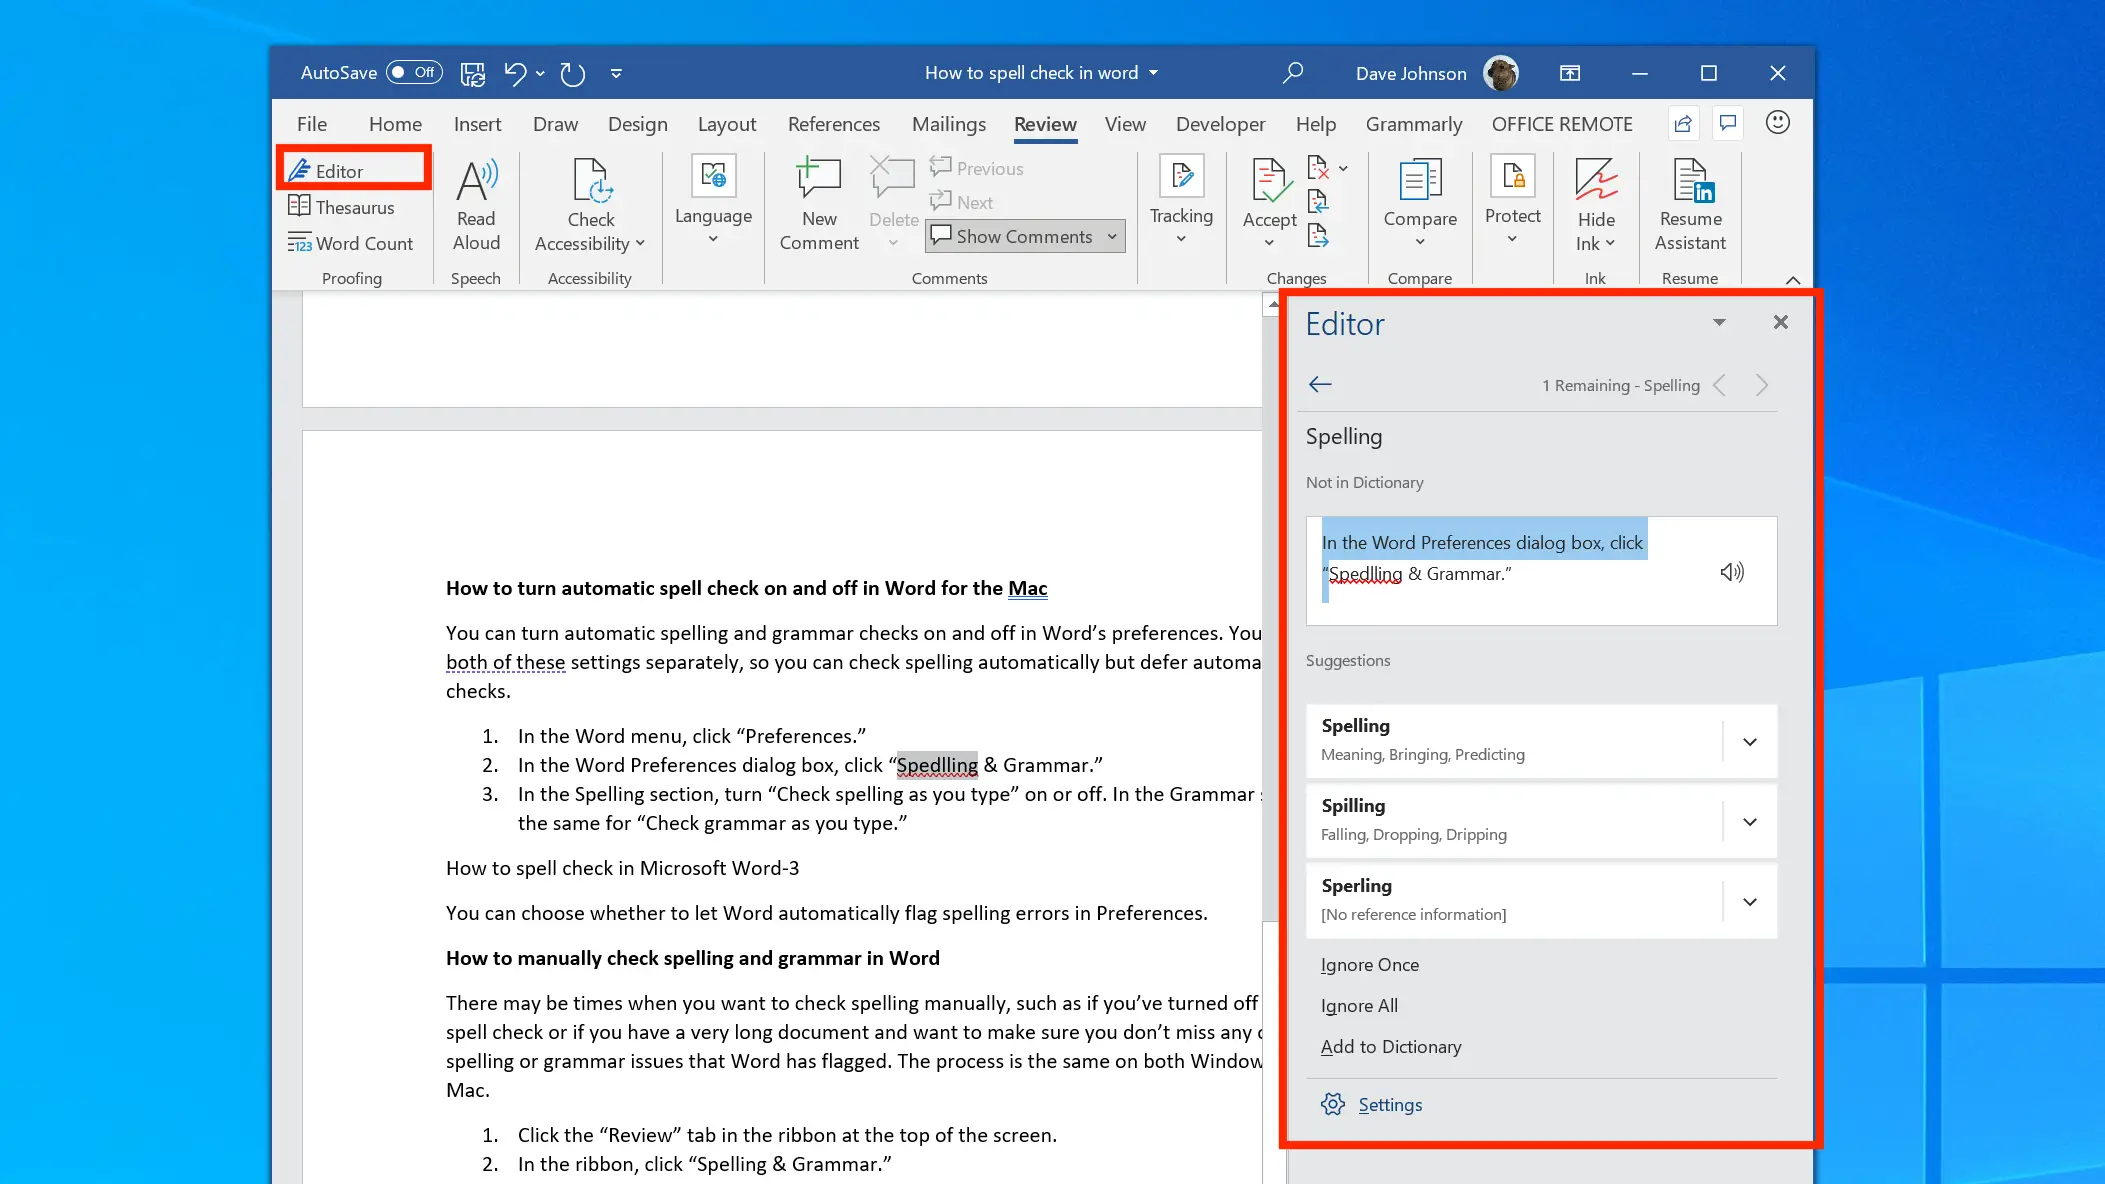 AutoSave Off How to spell check in word Dave Johnson
File Home Insert Draw Design Layout References Mailings Review View Developer Help Grammarly OFFICE REMOTE
Editor
Thesaurus
123 Word Count
Proofing
Read
Aloud
Speech
Check
Accessibility
Accessibility
Language
New
Comment
Delete
Previous
Next
Show Comments
Comments
Tracking
Accept
Changes
Compare
Compare
Protect
Hide
Ink
Ink
in
Resume
Assistant
Resume
How to turn automatic spell check on and off in Word for the Mac
You can turn automatic spelling and grammar checks on and off in Word’s preferences. You
both of these settings separately, so you can check spelling automatically but defer automa
checks.
1. In the Word menu, click “Preferences.”
2. In the Word Preferences dialog box, click “Spedlling & Grammar.”
3. In the Spelling section, turn “Check spelling as you type” on or off. In the Grammar
the same for “Check grammar as you type.”
How to spell check in Microsoft Word-3
You can choose whether to let Word automatically flag spelling errors in Preferences.
How to manually check spelling and grammar in Word
There may be times when you want to check spelling manually, such as if you’ve turned off
spell check or if you have a very long document and want to make sure you don’t miss any
spelling or grammar issues that Word has flagged. The process is the same on both Window
Mac.
1. Click the “Review” tab in the ribbon at the top of the screen.
2. In the ribbon, click “Spelling & Grammar.”
Editor
1 Remaining - Spelling
Spelling
Not in Dictionary
In the Word Preferences dialog box, click
“Spedlling & Grammar.”
Suggestions
Spelling
Meaning, Bringing, Predicting
Spilling
Falling, Dropping, Dripping
Sperling
[No reference information]
Ignore Once
Ignore All
Add to Dictionary
Settings